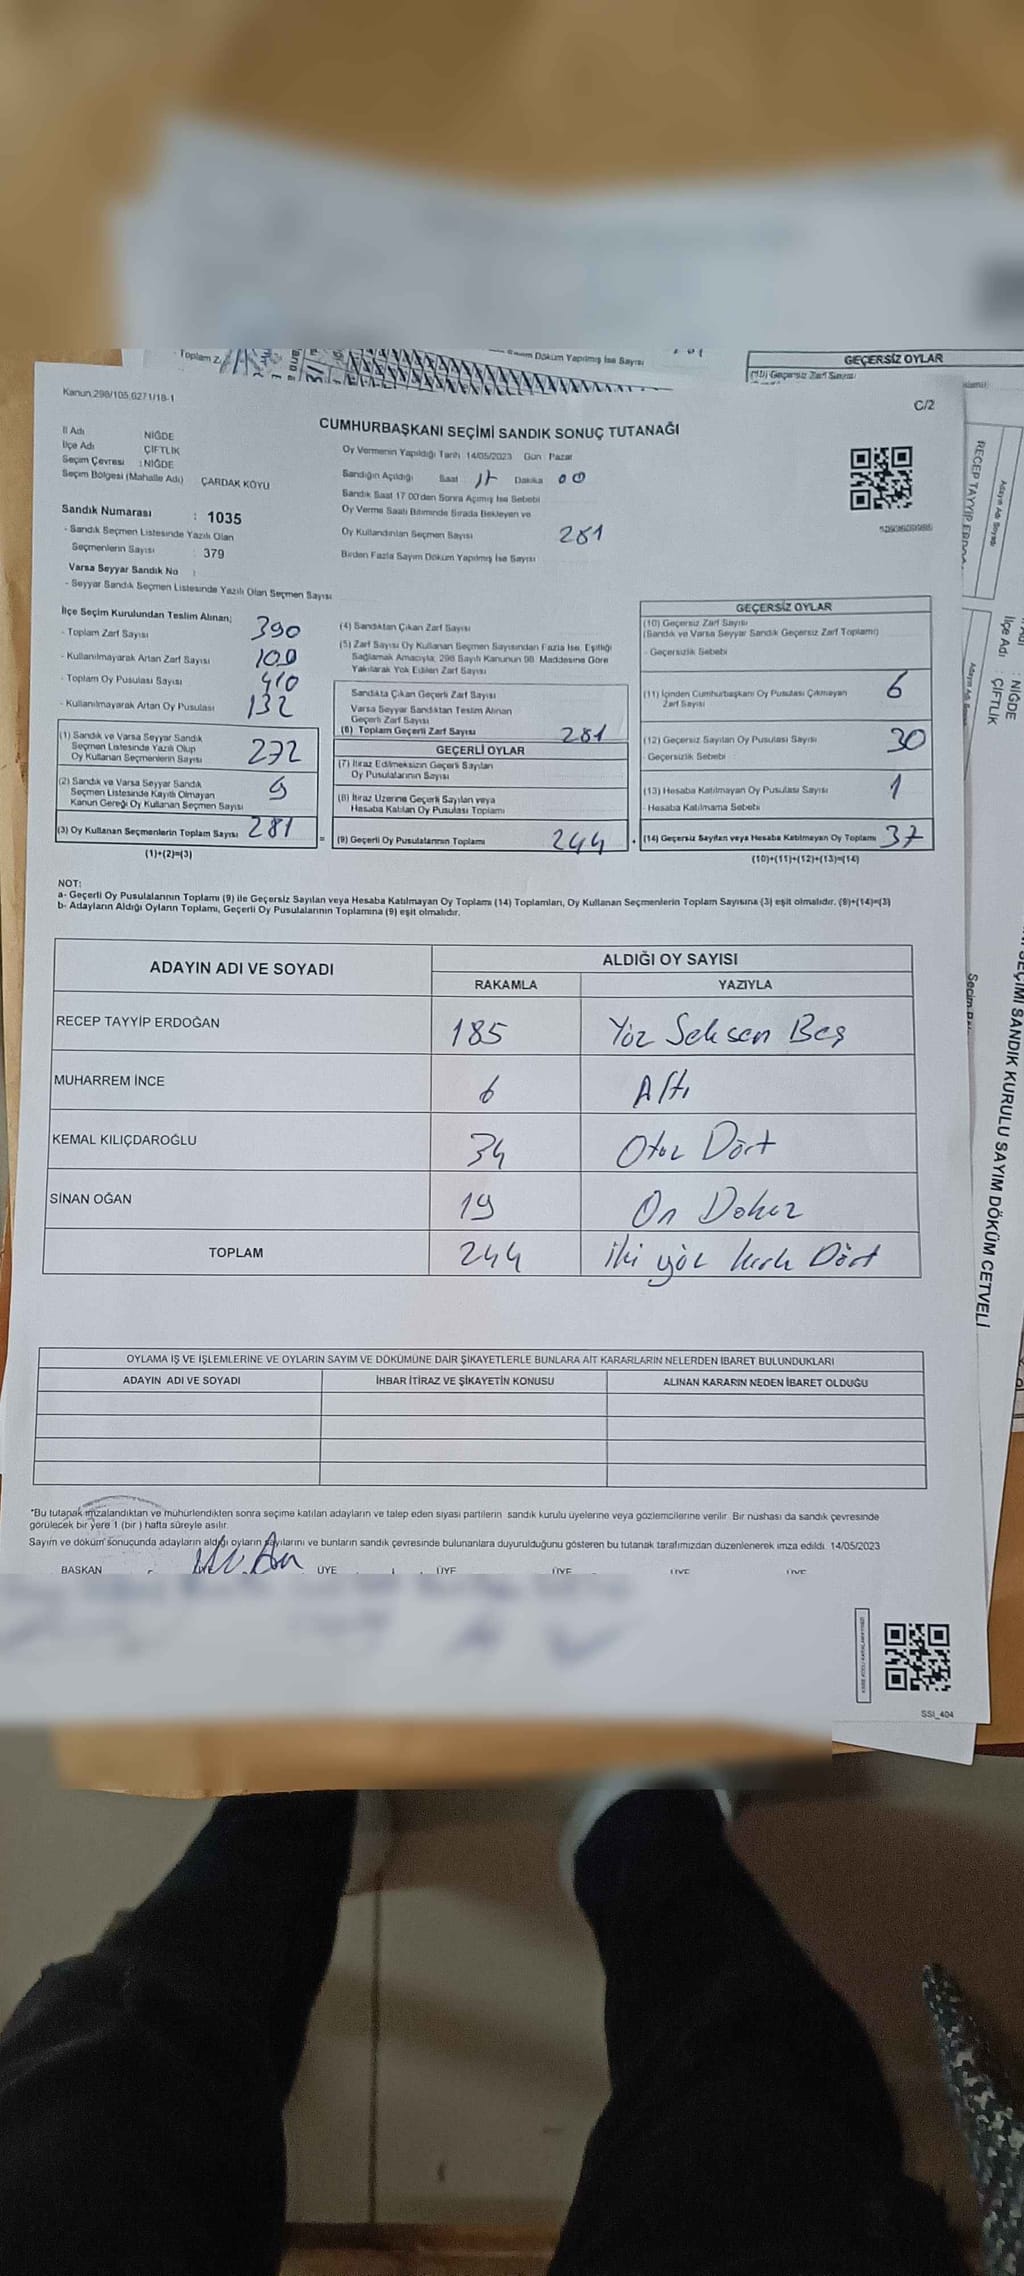 Toplam Z
Sayım Döküm Yapılmış İse Sayısı
GEÇERSİZ OYLAR
(10) Geçersiz Zarf Sayısı
Kanun.298/105,0271/18-1
C/2
CUMHURBAŞKANI SEÇİMİ SANDIK SONUÇ TUTANAĞI
İl Adı NİĞDE
İlçe Adı ÇİFTLİK
Seçim Çevresi :NİĞDE
Seçim Bölgesi (Mahalle Adı) ÇARDAK KÖYÜ
Oy Vermenin Yapıldığı Tarih 14/05/2023 Gün : Pazar
Sandığın Açıldığı Saat 17 Dakika 00
Sandık Saat 17 00'den Sonra Açılmış İse Sebebi
Oy Verme Saati Bitiminde Sırada Bekleyen ve
Oy Kullandırılan Seçmen Sayısı 281
Birden Fazla Sayım Döküm Yapılmış İse Sayısı
Sandık Numarası : 1035
- Sandık Seçmen Listesinde Yazılı Olan
Seçmenlerin Sayısı 379
Varsa Seyyar Sandık No :
- Seyyar Sandık Seçmen Listesinde Yazılı Olan Seçmen Sayısı
İlçe Seçim Kurulundan Teslim Alınan;
- Toplam Zarf Sayısı 390
- Kullanılmayarak Artan Zarf Sayısı 100
- Toplam Oy Pusulası Sayısı 410
- Kullanılmayarak Artan Oy Pusulası 132
(1) Sandık ve Varsa Seyyar Sandık
Seçmen Listesinde Yazılı Olup
Oy Kullanan Seçmenlerin Sayısı 272
(2) Sandık ve Varsa Seyyar Sandık
Seçmen Listesinde Kayıtlı Olmayan
Kanun Gereği Oy Kullanan Seçmen Sayısı 9
(3) Oy Kullanan Seçmenlerin Toplam Sayısı 281
(1)+(2)=(3)
(4) Sandıktan Çıkan Zarf Sayısı
(5) Zarf Sayısı Oy Kullanan Seçmen Sayısından Fazla İse, Eşitliği
Sağlamak Amacıyla, 298 Sayılı Kanunun 98. Maddesine Göre
Yakılarak Yok Edilen Zarf Sayısı
Sandıkta Çıkan Geçerli Zarf Sayısı
Varsa Seyyar Sandıktan Teslim Alınan
Geçerli Zarf Sayısı
(6) Toplam Geçerli Zarf Sayısı 281
GEÇERLİ OYLAR
(7) İtiraz Edilmeksizin Geçerli Sayılan
Oy Pusulalarının Sayısı
(8) İtiraz Üzerine Geçerli Sayılan veya
Hesaba Katılan Oy Pusulası Toplamı
= (9) Geçerli Oy Pusulalarının Toplamı 244
GEÇERSİZ OYLAR
(10) Geçersiz Zarf Sayısı
(Sandık ve Varsa Seyyar Sandık Geçersiz Zarf Toplamı)
- Geçersizlik Sebebi
(11) İçinden Cumhurbaşkanı Oy Pusulası Çıkmayan
Zarf Sayısı 6
(12) Geçersiz Sayılan Oy Pusulası Sayısı 30
- Geçersizlik Sebebi
(13) Hesaba Katılmayan Oy Pusulası Sayısı 1
- Hesaba Katılmama Sebebi
+ (14) Geçersiz Sayılan veya Hesaba Katılmayan Oy Toplamı 37
(10)+(11)+(12)+(13)=(14)
NOT:
a- Geçerli Oy Pusulalarının Toplamı (9) ile Geçersiz Sayılan veya Hesaba Katılmayan Oy Toplamı (14) Toplamları, Oy Kullanan Seçmenlerin Toplam Sayısına (3) eşit olmalıdır. (9)+(14)=(3)
b- Adayların Aldığı Oyların Toplamı, Geçerli Oy Pusulalarının Toplamına (9) eşit olmalıdır.
ADAYIN ADI VE SOYADI ALDIĞI OY SAYISI
RAKAMLA YAZIYLA
RECEP TAYYİP ERDOĞAN 185 Yöz Seksen Beş
MUHARREM İNCE 6 Altı
KEMAL KILIÇDAROĞLU 34 Otuz Dört
SİNAN OĞAN 19 On Dokuz
TOPLAM 244 iki yöz kırk Dört
OYLAMA İŞ VE İŞLEMLERİNE VE OYLARIN SAYIM VE DÖKÜMÜNE DAİR ŞİKAYETLERLE BUNLARA AİT KARARLARIN NELERDEN İBARET BULUNDUKLARI
ADAYIN ADI VE SOYADI İHBAR İTİRAZ VE ŞİKAYETİN KONUSU ALINAN KARARIN NEDEN İBARET OLDUĞU
*Bu tutanak imzalandıktan ve mühürlendikten sonra seçime katılan adayların ve talep eden siyasi partilerin sandık kurulu üyelerine veya gözlemcilerine verilir. Bir nüshası da sandık çevresinde
görülecek bir yere 1 (bir ) hafta süreyle asılır.
Sayım ve döküm sonucunda adayların aldığı oyların sayılarını ve bunların sandık çevresinde bulunanlara duyurulduğunu gösteren bu tutanak tarafımızdan düzenlenerek imza edildi. 14/05/2023
BAŞKAN ÜYE ÜYE ÜYE ÜYE ÜYE
SSI_404
RECEP TAYYİP ERDOĞ
Adayın Adı Soyadı
İlçe Adı : NİĞDE
: ÇİFTLİK
SEÇİMİ SANDIK KURULU SAYIM DÖKÜM CETVELİ